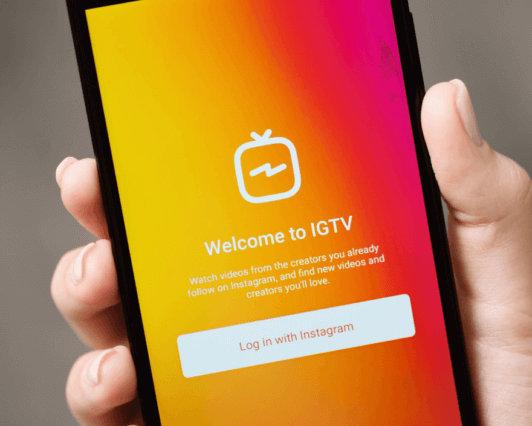 Welcome to IGTV
Watch videos from the creators you already
follow on Instagram, and find new videos and
creators you'll love.
Log in with Instagram